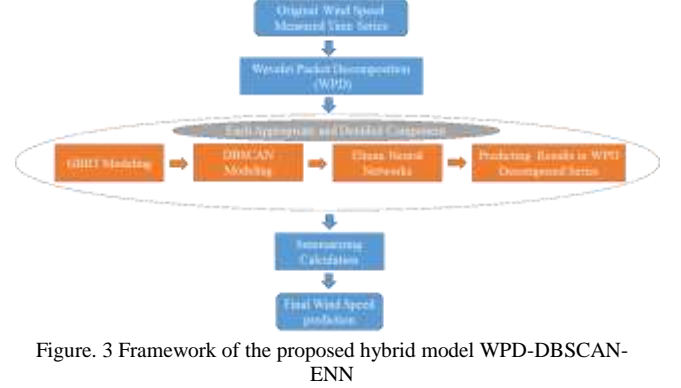 Original Wind Speed
Measured Time Series
Wavelet Packet Decomposition
(WPD)
Each Appropriate and Detailed Component
GBRT Modeling
DBSCAN
Modeling
Elman Neural
Networks
Predicting Results in WPD
Decomposed Series
Summarizing
Calculation
Final Wind Speed
prediction
Figure. 3 Framework of the proposed hybrid model WPD-DBSCAN-
ENN